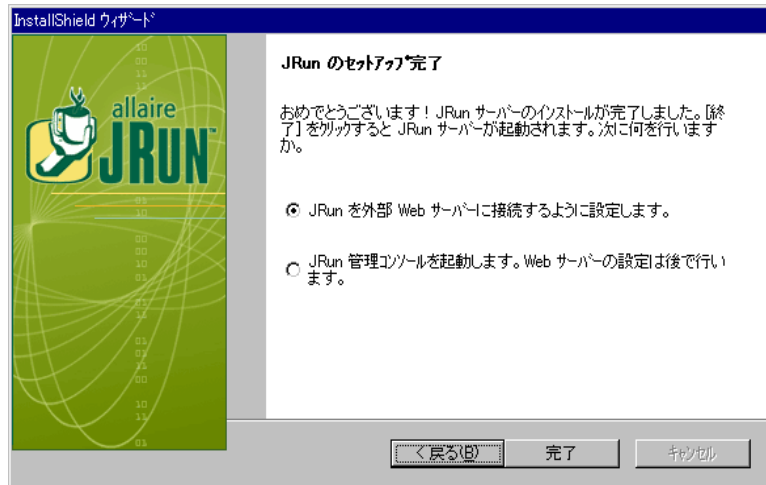 InstallShield ウィザード
allaire
JRUN™
JRun のセットアップ完了
おめでとうございます！JRun サーバーのインストールが完了しました。[終
了] をクリックすると JRun サーバーが起動されます。次に何を行います
か。
JRun を外部 Web サーバーに接続するように設定します。
JRun 管理コンソールを起動します。Web サーバーの設定は後で行い
ます。
< 戻る(B)
完了
キャンセル